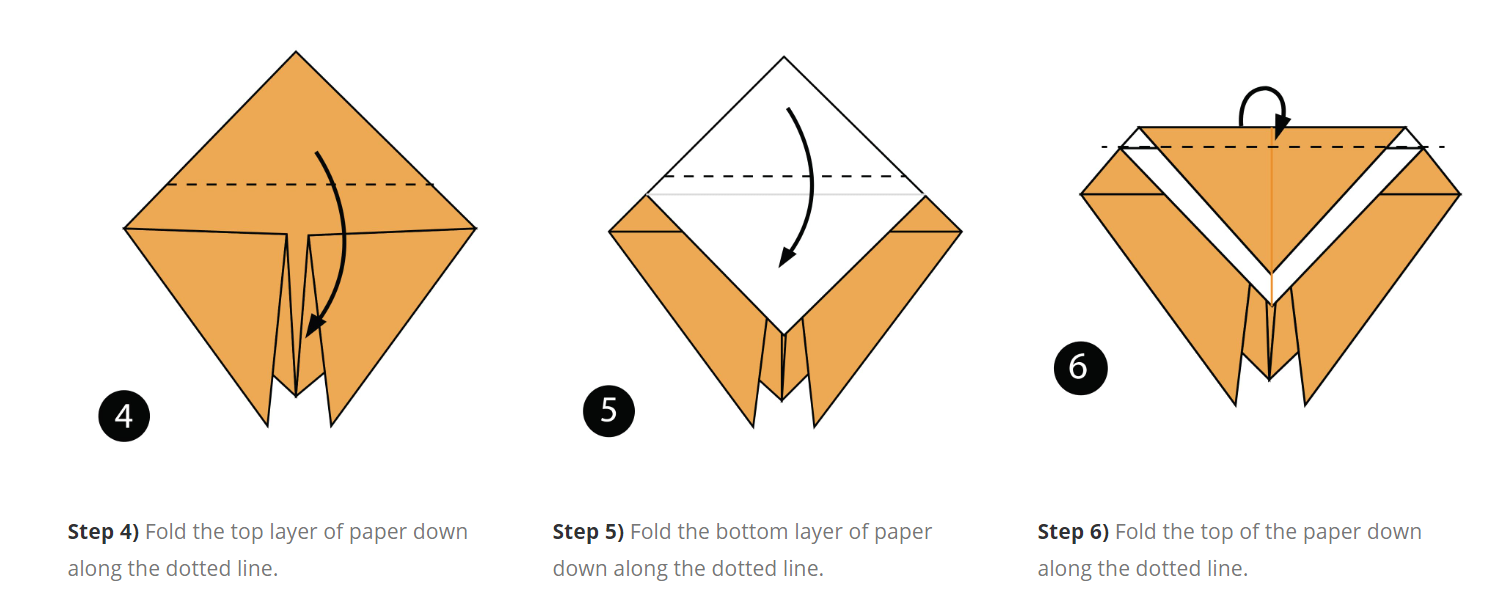 4
5
6
Step 4) Fold the top layer of paper down
along the dotted line.
Step 5) Fold the bottom layer of paper
down along the dotted line.
Step 6) Fold the top of the paper down
along the dotted line.